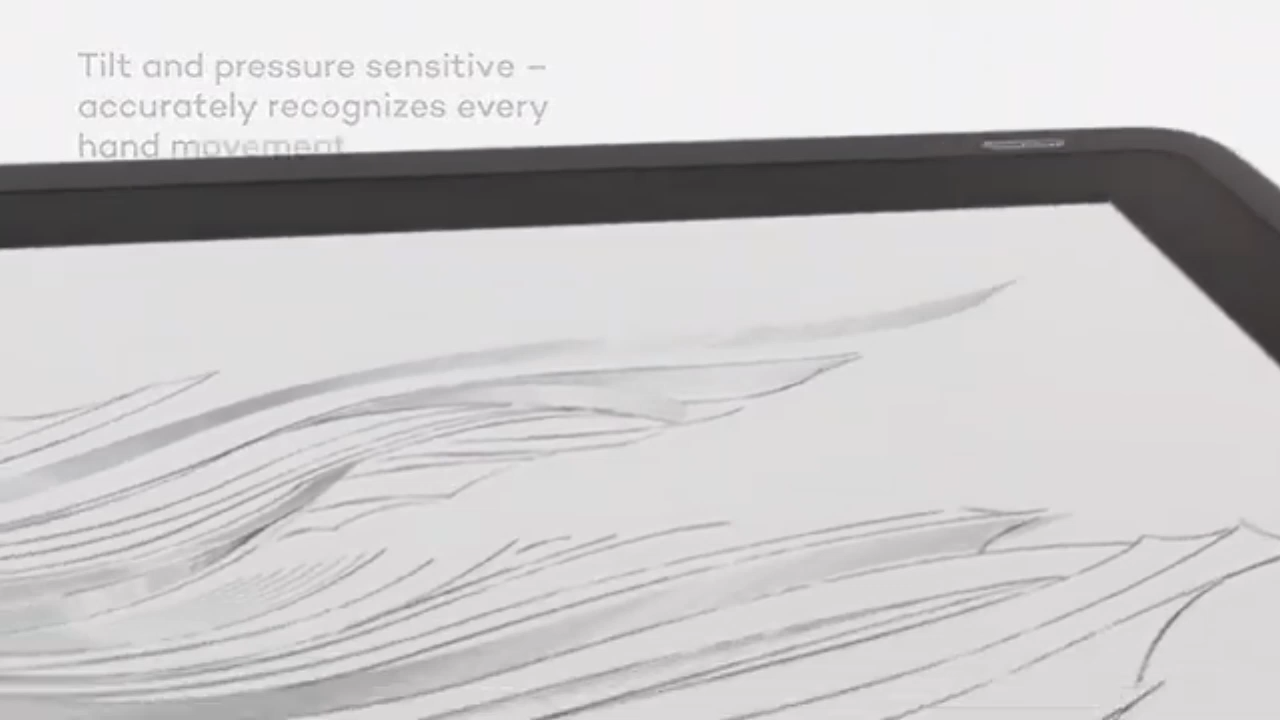 Tilt and pressure sensitive –
accurately recognizes every
hand movement